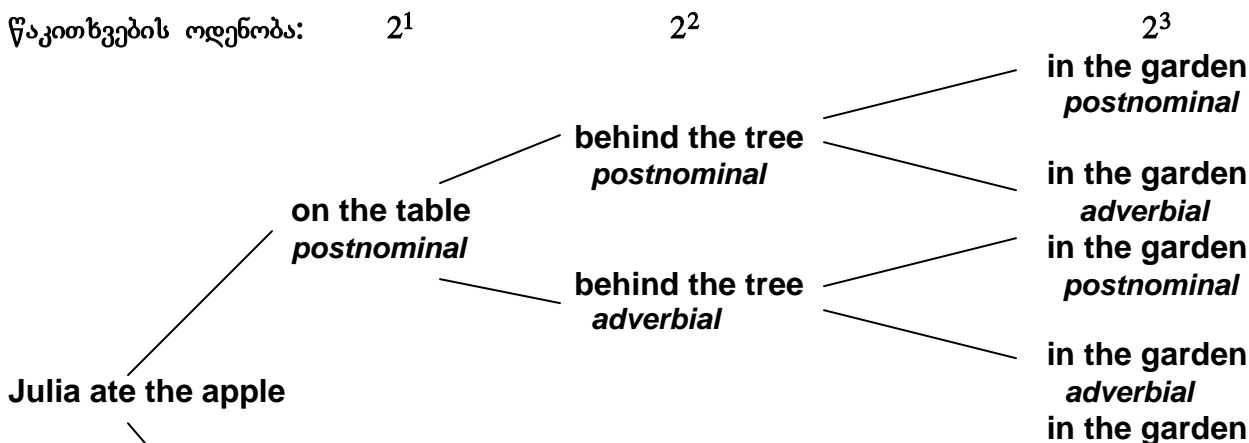 წაკითხვების ოდენობა: 2¹ 2² 2³
in the garden
postnominal
behind the tree
postnominal
in the garden
adverbial
on the table
postnominal
in the garden
postnominal
behind the tree
adverbial
in the garden
adverbial
Julia ate the apple
in the garden